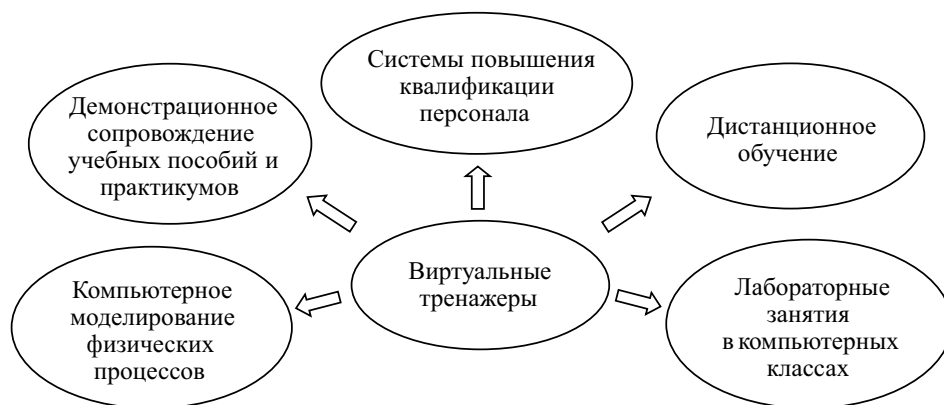 Системы повышения
квалификации
персонала
Демонстрационное
сопровождение
учебных пособий и
практикумов
Дистанционное
обучение
Виртуальные
тренажеры
Компьютерное
моделирование
физических
процессов
Лабораторные
занятия
в компьютерных
классах